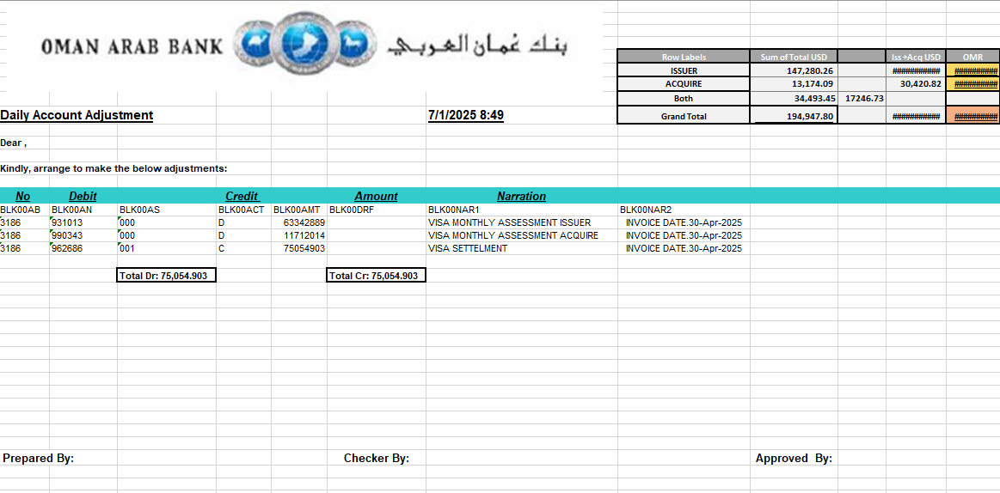 OMAN ARAB BANK بنك عُمان العربي
Row Labels Sum of Total USD Iss +Acq USD OMR
ISSUER 147,280.26 ########### ##########
ACQUIRE 13,174.09 30,420.82 ##########
Both 34,493.45 17246.73
Grand Total 194,947.80 ########### ##########
Daily Account Adjustment 7/1/2025 8:49
Dear ,
Kindly, arrange to make the below adjustments:
No Debit Credit Amount Narration
BLK00AB BLK00AN BLK00AS BLK00ACT BLK00AMT BLK00DRF BLK00NAR1 BLK00NAR2
3186 931013 000 D 63342889 VISA MONTHLY ASSESSMENT ISSUER INVOICE DATE.30-Apr-2025
3186 990343 000 D 11712014 VISA MONTHLY ASSESSMENT ACQUIRE INVOICE DATE.30-Apr-2025
3186 962686 001 C 75054903 VISA SETTELMENT INVOICE DATE.30-Apr-2025
Total Dr: 75,054.903 Total Cr: 75,054.903
Prepared By: Checker By: Approved By: